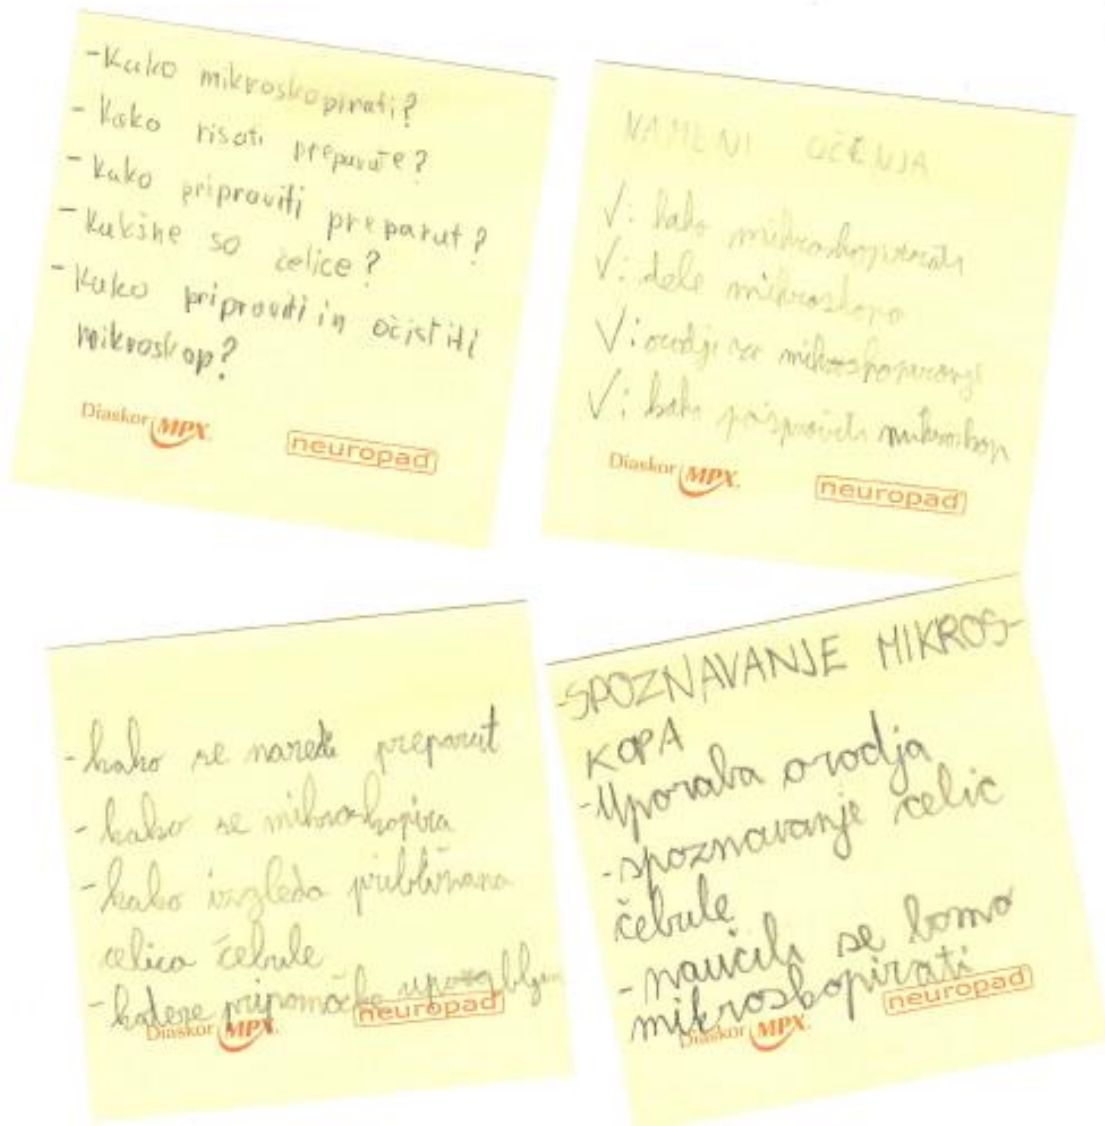 -Kako mikroskopirati?
- Kako risati preparate?
- Kako pripraviti preparat?
- Kakšne so celice?
- Kako pripraviti in očistiti
mikroskop?
Diaskor MPX.
neuropad
NAMENI UČENJA
√: kako mikroskopirati
√: dele mikroskopa
√: orodje za mikroskopiranje
√: kako pripraviti mikroskop
Diaskor MPX.
neuropad
- kako se naredi preparat
- kako se mikroskopira
- kako izgleda približana
celica čebule
- katere pripomočke uporabljam
Diaskor MPX.
neuropad
-SPOZNAVANJE MIKROS-
KOPA
-Uporaba orodja
-spoznavanje celic
čebule
- naučili se bomo
mikroskopirati
neuropad
Diaskor MPX.